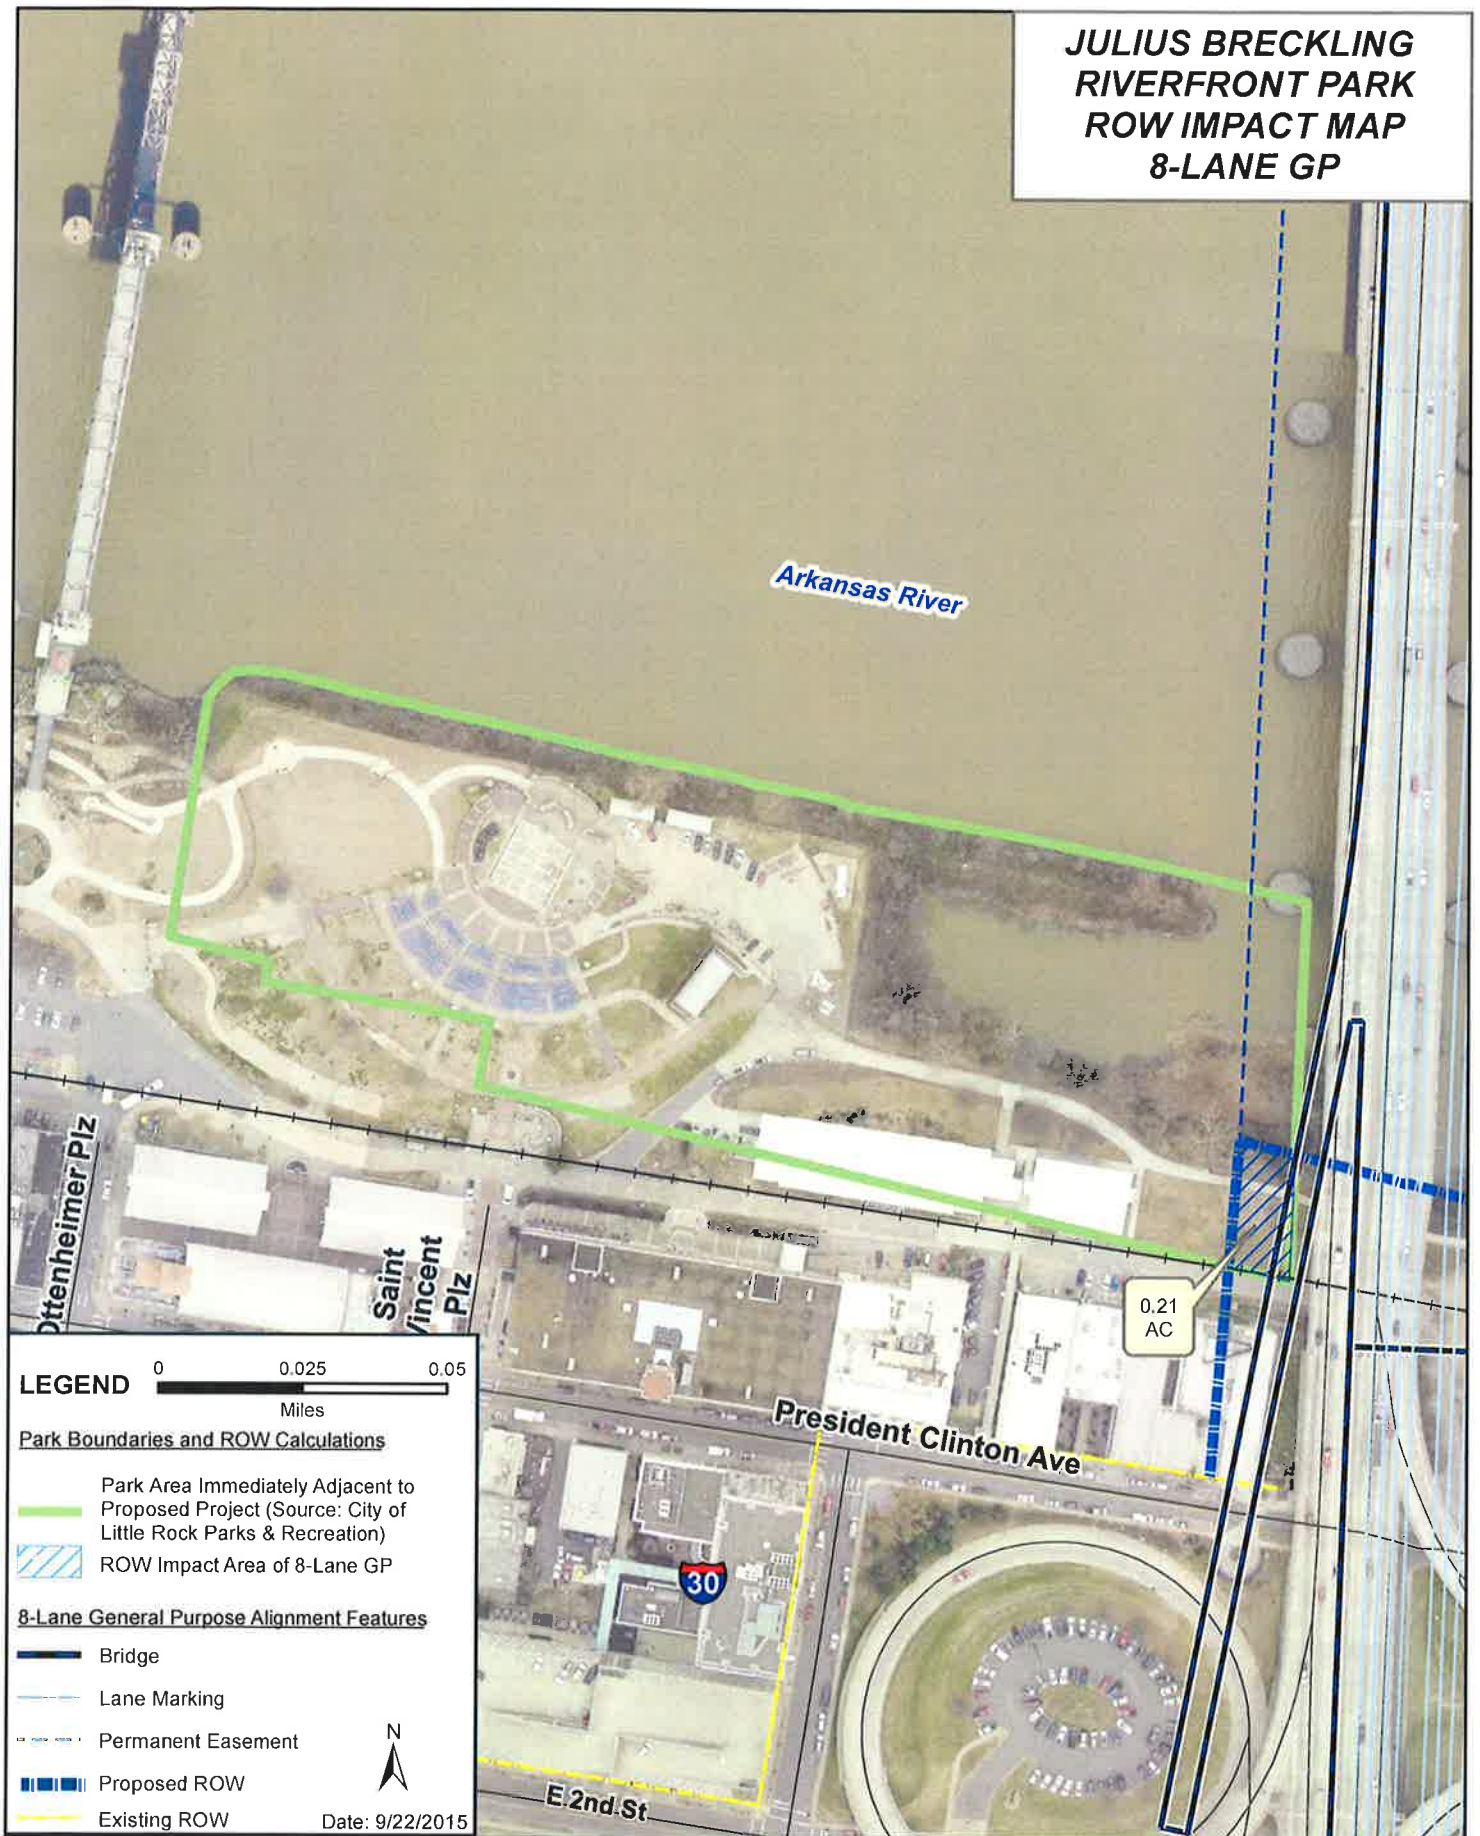 JULIUS BRECKLING
RIVERFRONT PARK
ROW IMPACT MAP
8-LANE GP
Arkansas River
Ottenheimer Plz
Saint
Vincent
Plz
0.21
AC
President Clinton Ave
30
E 2nd St
LEGEND
0 0.025 0.05
Miles
Park Boundaries and ROW Calculations
Park Area Immediately Adjacent to
Proposed Project (Source: City of
Little Rock Parks & Recreation)
ROW Impact Area of 8-Lane GP
8-Lane General Purpose Alignment Features
Bridge
Lane Marking
Permanent Easement
Proposed ROW
Existing ROW
N
Date: 9/22/2015